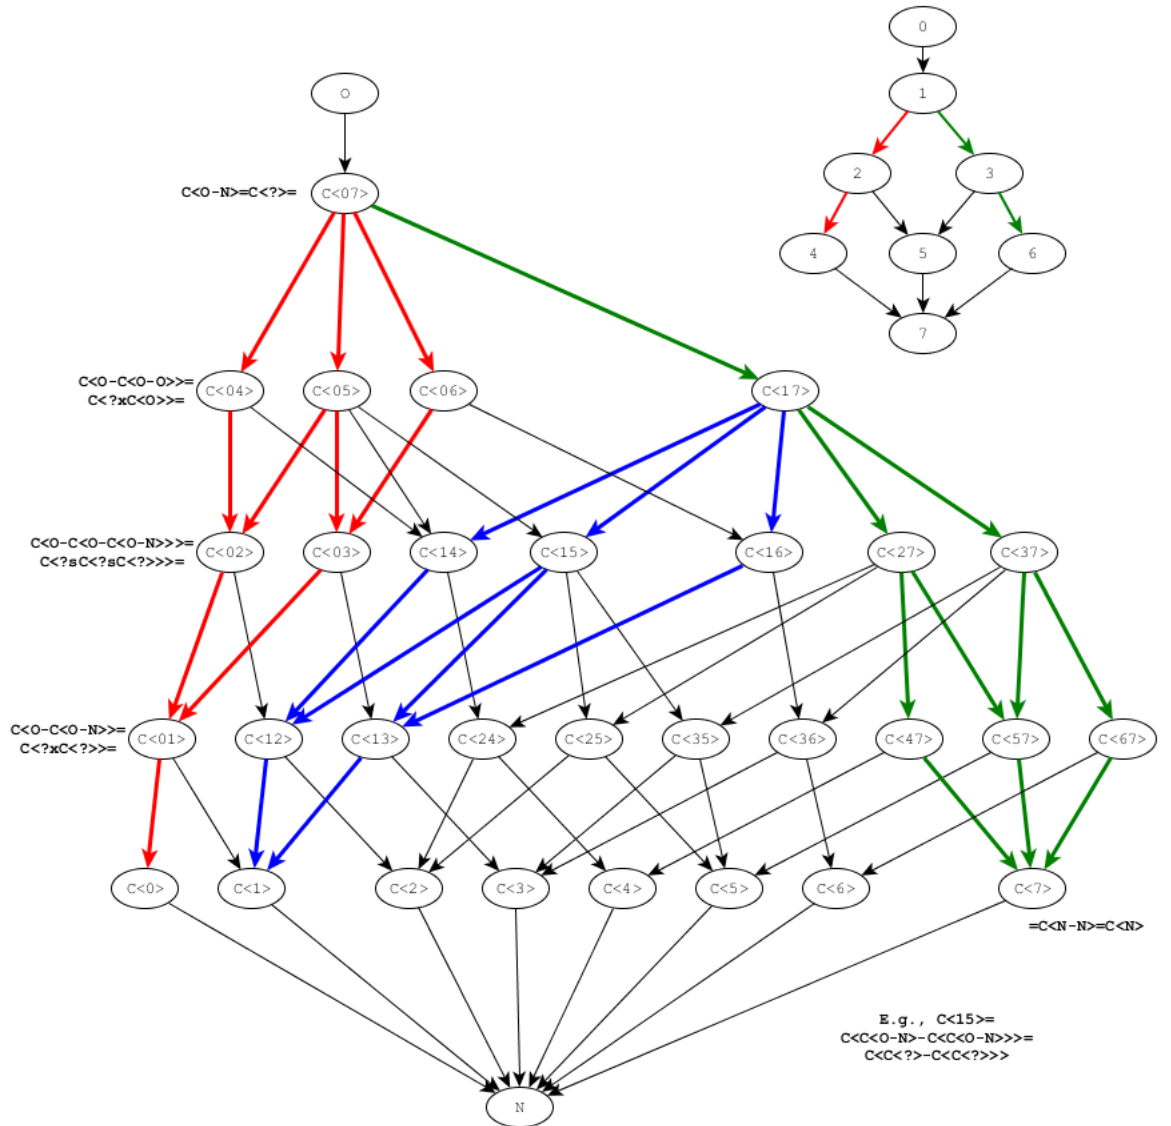 0
O
1
2
3
C<O-N>=C<?>=
C<07>
4
5
6
7
C<O-C<O-O>>=
C<?xC<O>>=
C<04>
C<05>
C<06>
C<17>
C<O-C<O-C<O-N>>>=
C<?sC<?sC<?>>>=
C<02>
C<03>
C<14>
C<15>
C<16>
C<27>
C<37>
C<O-C<O-N>>=
C<?xC<?>>=
C<01>
C<12>
C<13>
C<24>
C<25>
C<35>
C<36>
C<47>
C<57>
C<67>
C<0>
C<1>
C<2>
C<3>
C<4>
C<5>
C<6>
C<7>
=C<N-N>=C<N>
E.g., C<15>=
C<C<O-N>-C<C<O-N>>>=
C<C<?>-C<C<?>>>
N